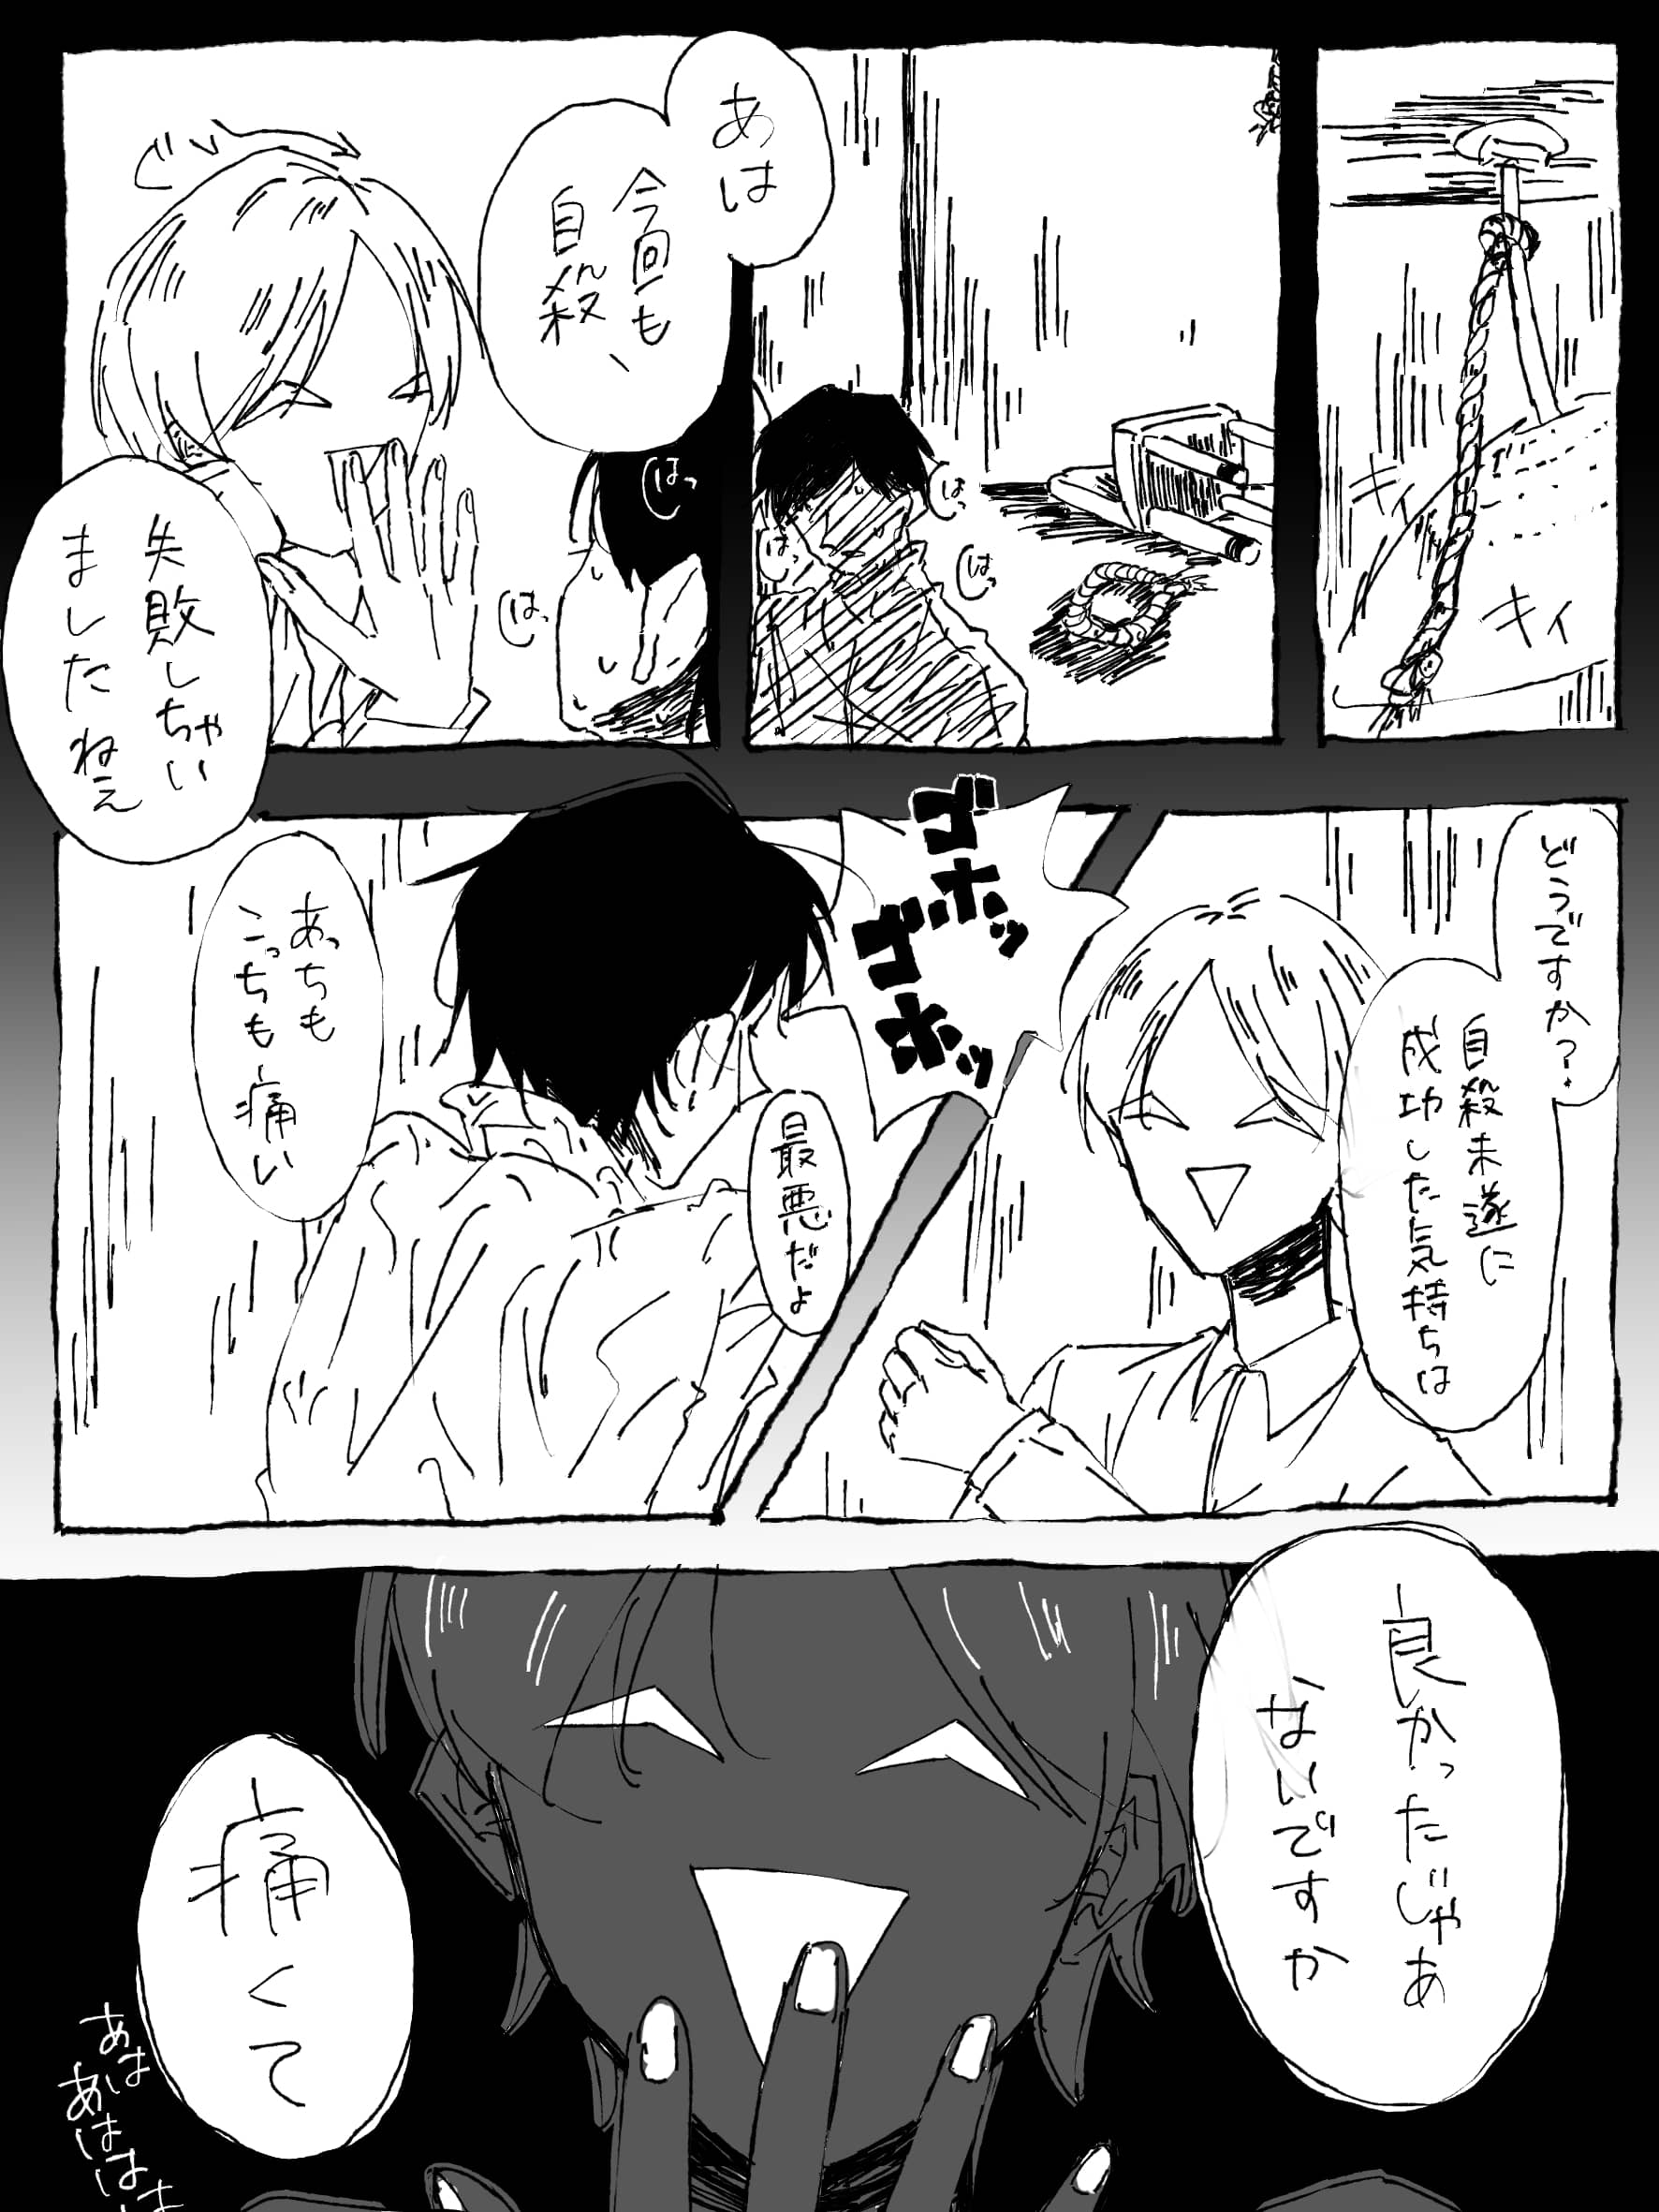 キィ
キィ
はっ
はっ
はっ
あは
今回も
自殺、
はっ
はっ
失敗しちゃい
ましたねえ
どうですか?
自殺未遂に
成功した気持ちは
ゴホッ
ゴホッ
最悪だよ
あっちも
こっちも痛い
良かったじゃあ
ないですか
痛くて
あは
あはは